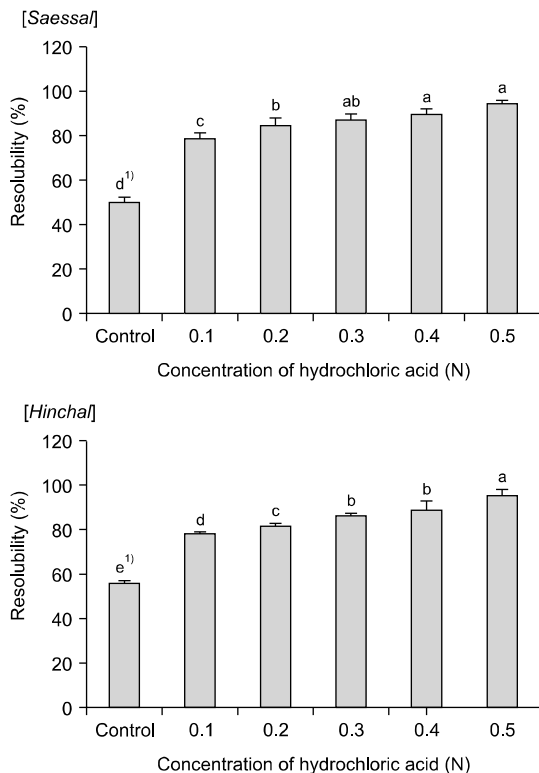 [Saessal]
120
100
80
60
40
20
0
Resolubility (%)
d1)
c
b
ab
a
a
Control 0.1 0.2 0.3 0.4 0.5
Concentration of hydrochloric acid (N)
[Hinchal]
120
100
80
60
40
20
0
Resolubility (%)
e1)
d
c
b
b
a
Control 0.1 0.2 0.3 0.4 0.5
Concentration of hydrochloric acid (N)